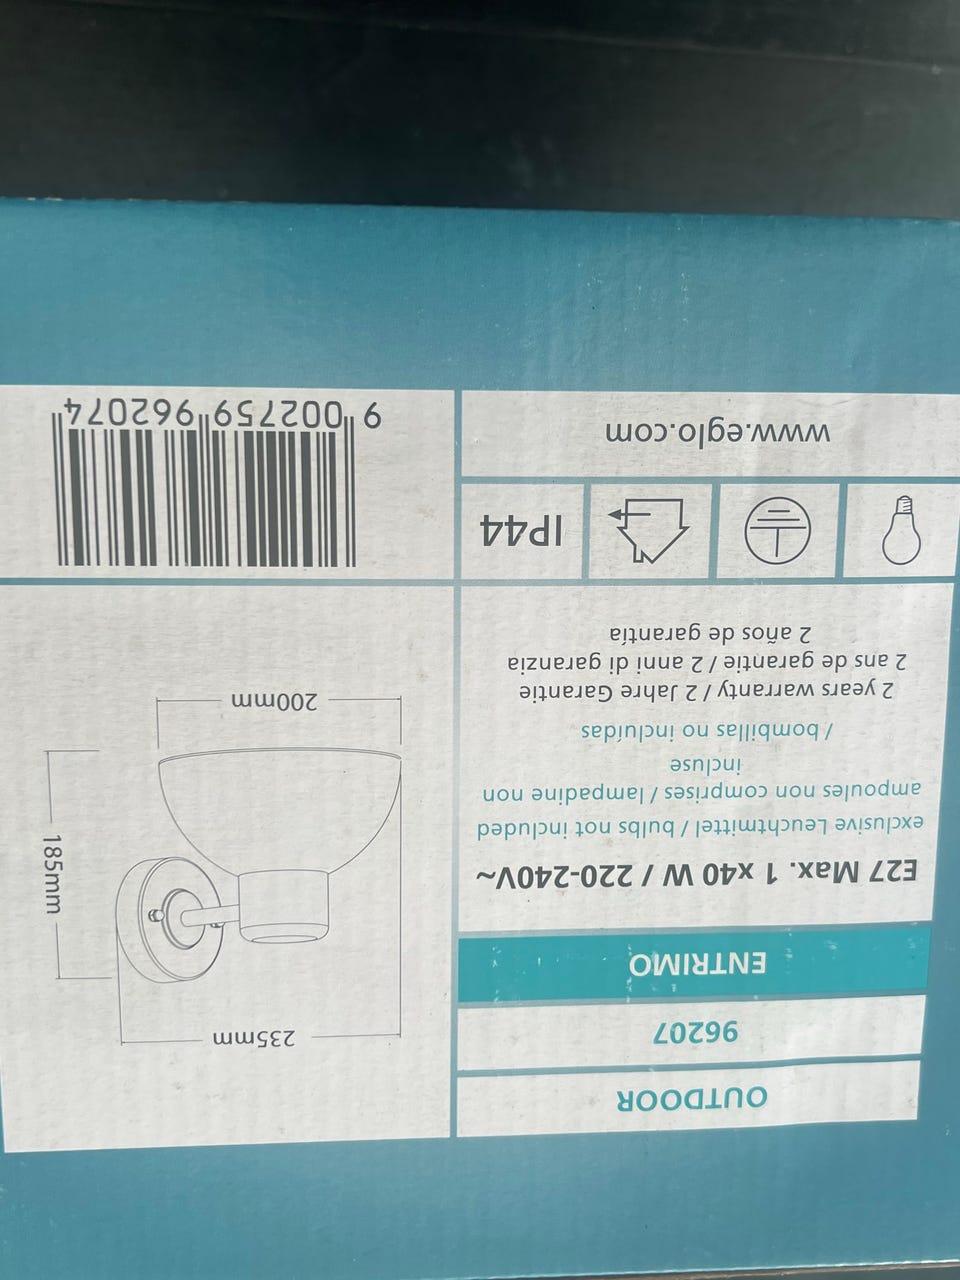 OUTDOOR
96207
ENTRIMO
E27 Max. 1 x40 W / 220-240V~
exclusive Leuchtmittel / bulbs not included
ampoules non comprises / lampadine non
incluse
/ bombillas no incluídas
2 years warranty / 2 Jahre Garantie
2 ans de garantie / 2 anni di garanzia
2 años de garantía
IP44
www.eglo.com
235mm
185mm
200mm
9 002759 962074